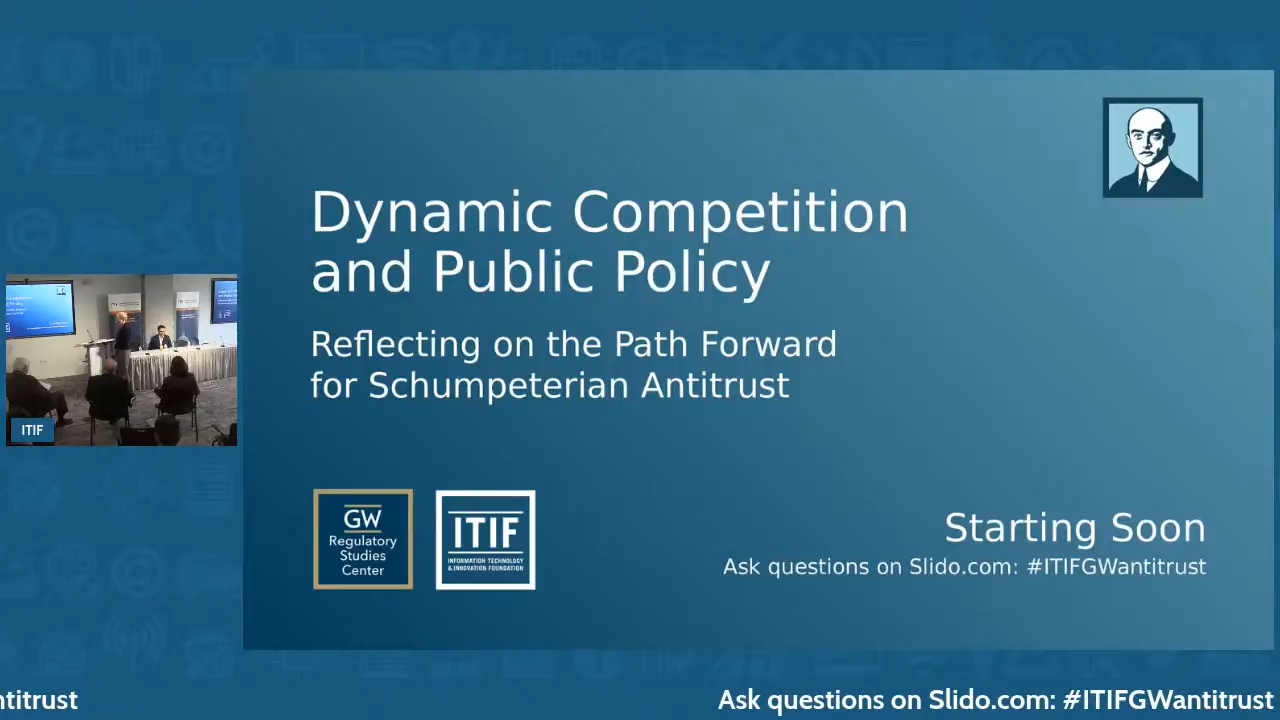 Dynamic Competition
and Public Policy
Reflecting on the Path Forward
for Schumpeterian Antitrust
ITIF
GW
Regulatory
Studies
Center
ITIF
INFORMATION TECHNOLOGY
& INNOVATION FOUNDATION
Starting Soon
Ask questions on Slido.com: #ITIFGWantitrust
ntitrust
Ask questions on Slido.com: #ITIFGWantitrust